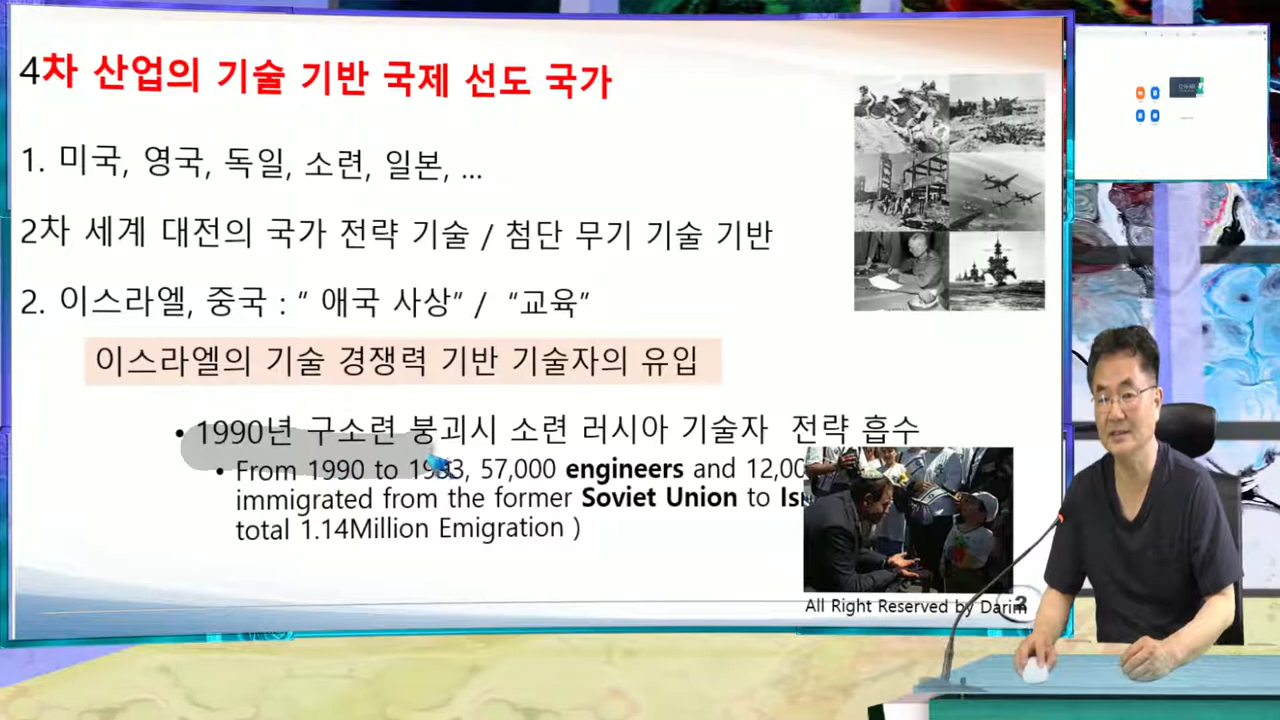 4차 산업의 기술 기반 국제 선도 국가
1. 미국, 영국, 독일, 소련, 일본, ...
2차 세계 대전의 국가 전략 기술 / 첨단 무기 기술 기반
2. 이스라엘, 중국 : “ 애국 사상” / “교육”
이스라엘의 기술 경쟁력 기반 기술자의 유입
• 1990년 구소련 붕괴시 소련 러시아 기술자 전략 흡수
• From 1990 to 1993, 57,000 engineers and 12,00
immigrated from the former Soviet Union to
total 1.14Million Emigration )
All Right Reserved by Darim
2